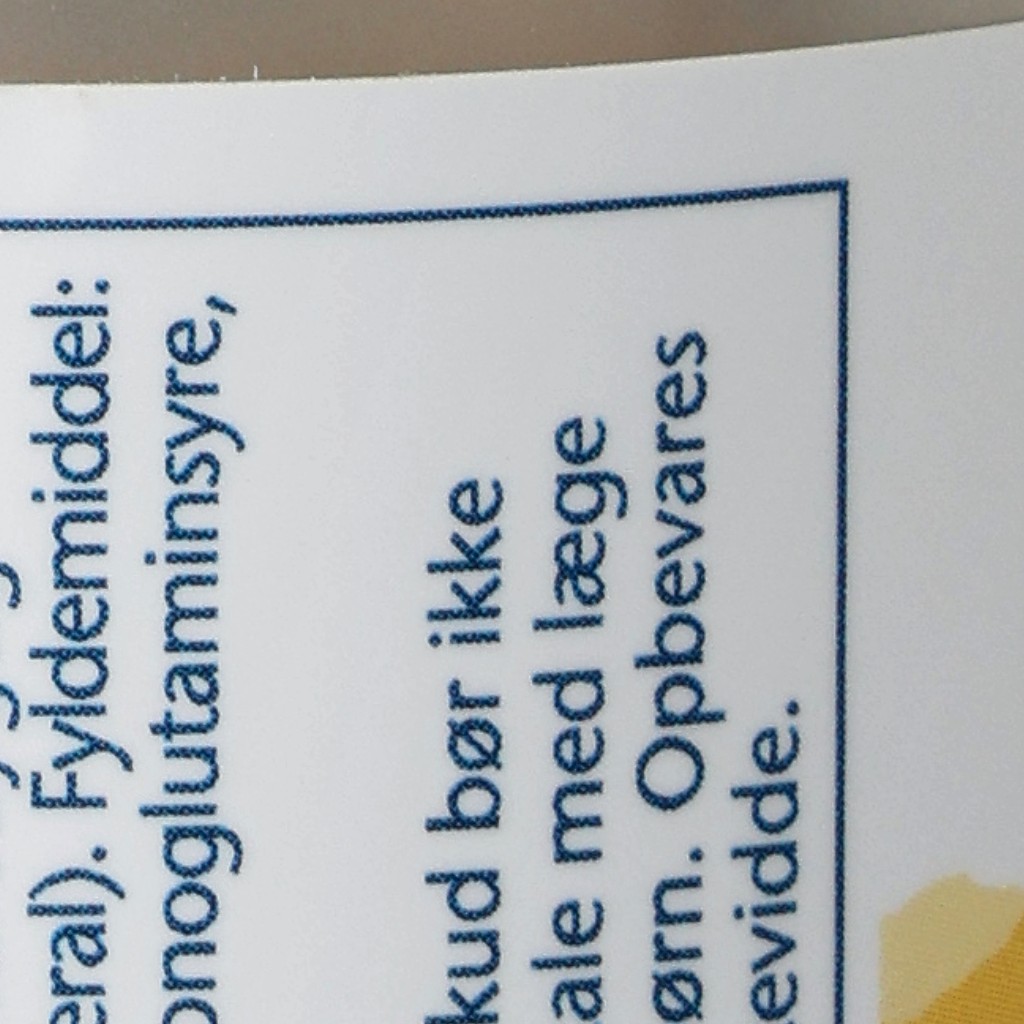 eral). Fyldemiddel:
onoglutaminsyre,
kud bør ikke
ale med læge
ørn. Opbevares
evidde.